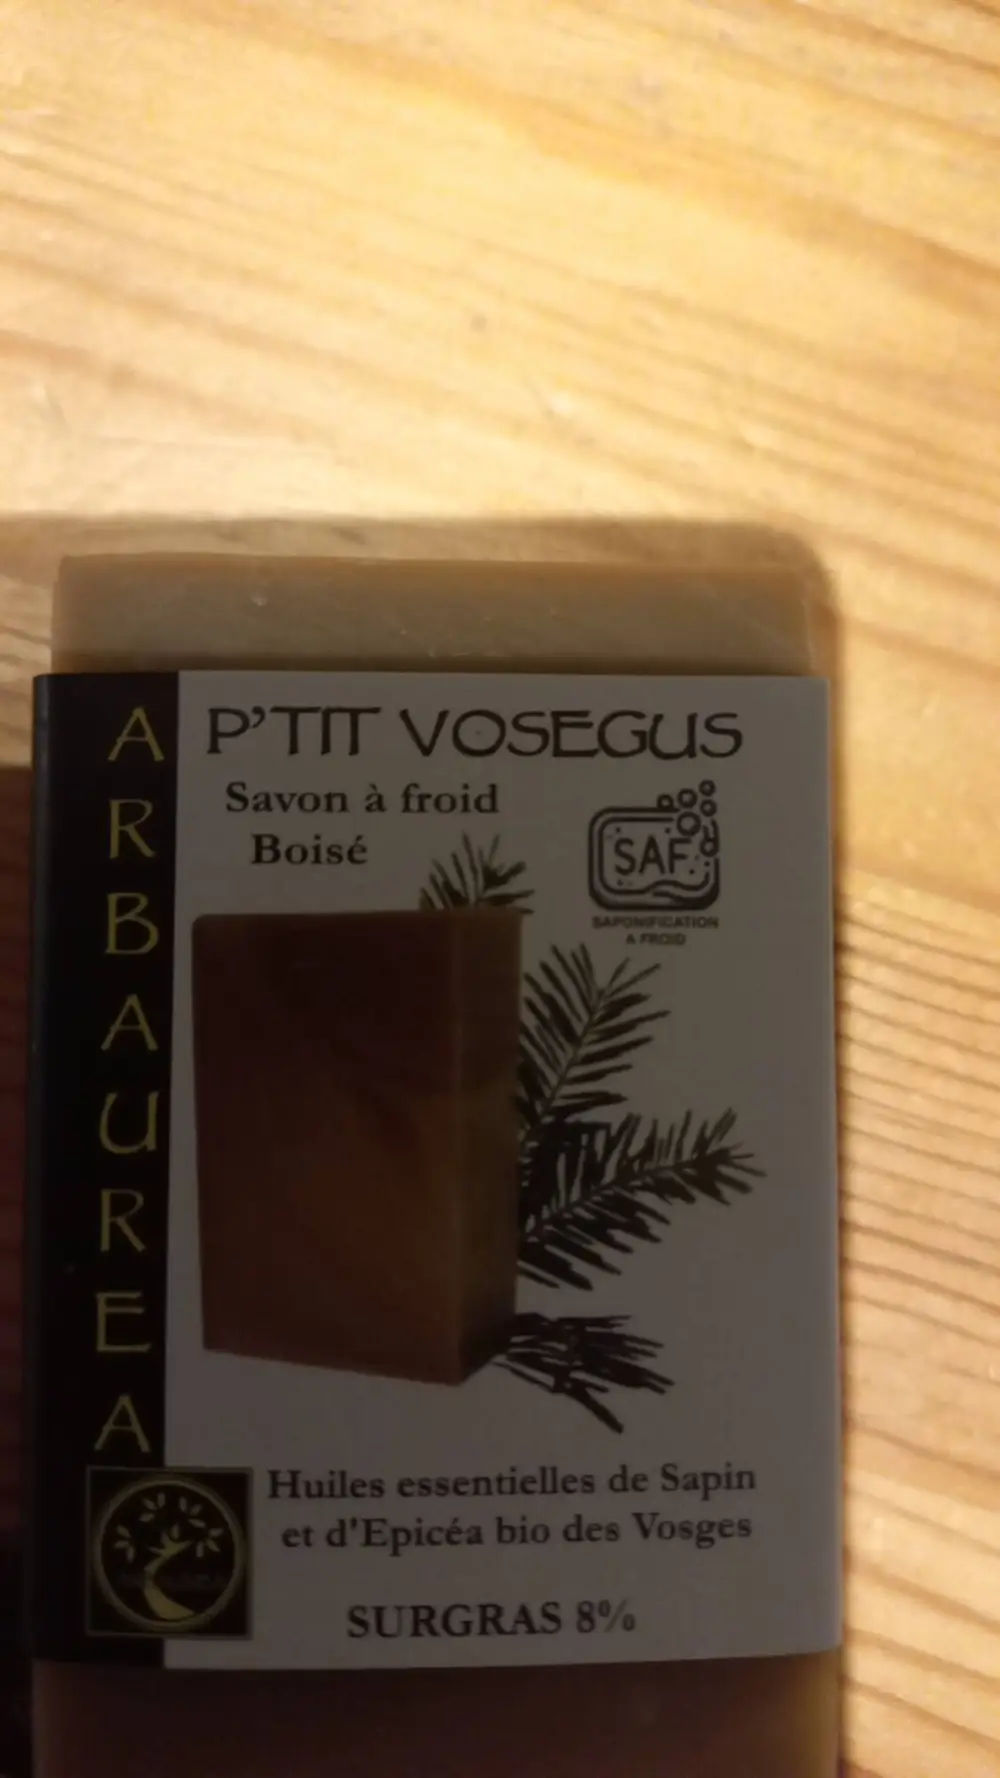 ARBAUREA
P'TIT VOSEGUS
Savon à froid
Boisé
SAF
SAPONIFICATION
A FROID
Huiles essentielles de Sapin
et d'Epicéa bio des Vosges
SURGRAS 8%